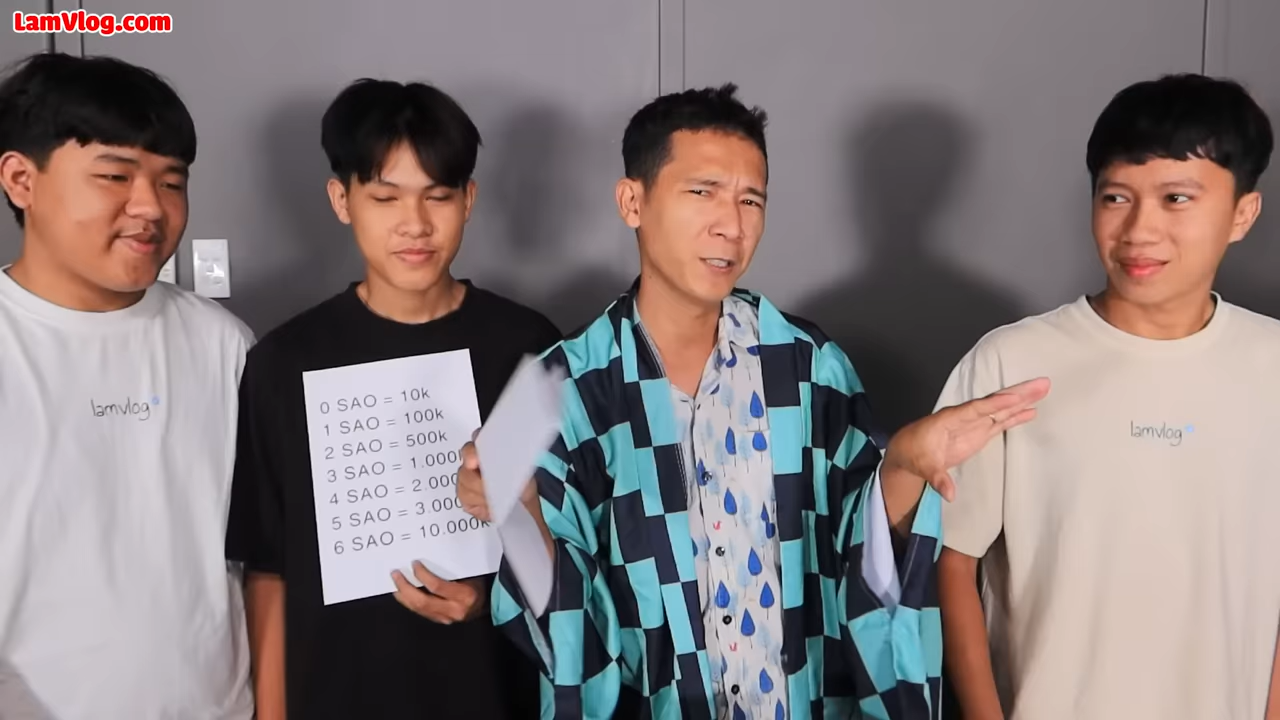 LamVlog.com
lamvlog
0 SAO = 10k
1 SAO = 100k
2 SAO = 500k
3 SAO = 1.000
4 SAO = 2.000
5 SAO = 3.000
6 SAO = 10.000k
lamvlog